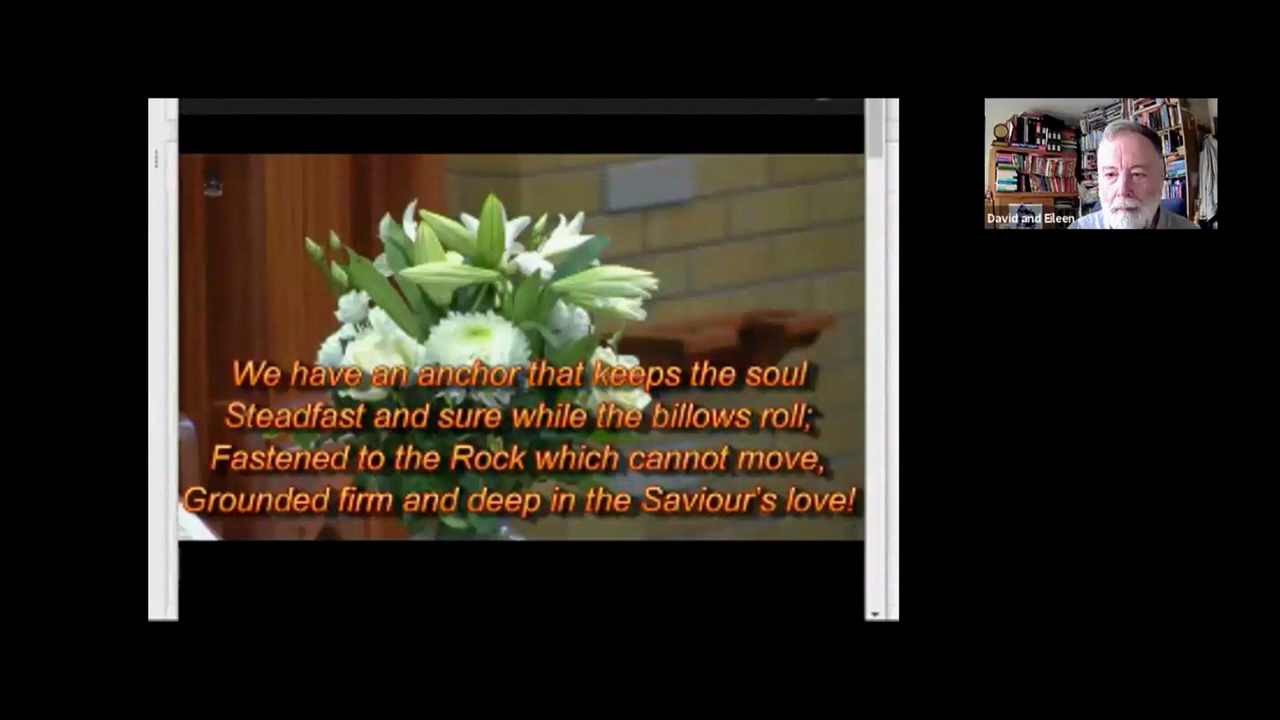 We have an anchor that keeps the soul
Steadfast and sure while the billows roll;
Fastened to the Rock which cannot move,
Grounded firm and deep in the Saviour's love!
David and Eileen